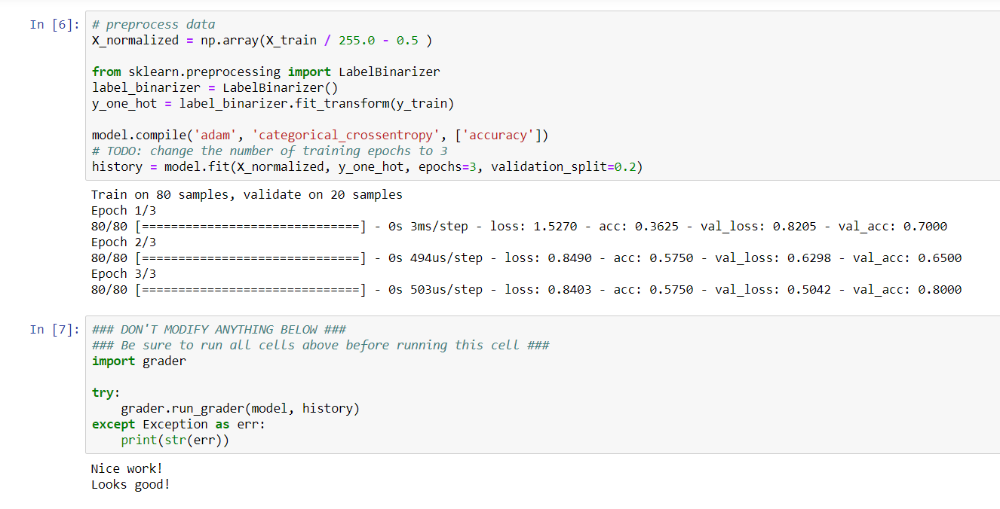 In [6]: # preprocess data
X_normalized = np.array(X_train / 255.0 - 0.5 )
from sklearn.preprocessing import LabelBinarizer
label_binarizer = LabelBinarizer()
y_one_hot = label_binarizer.fit_transform(y_train)
model.compile('adam', 'categorical_crossentropy', ['accuracy'])
# TODO: change the number of training epochs to 3
history = model.fit(X_normalized, y_one_hot, epochs=3, validation_split=0.2)
Train on 80 samples, validate on 20 samples
Epoch 1/3
80/80 [==============================] - 0s 3ms/step - loss: 1.5270 - acc: 0.3625 - val_loss: 0.8205 - val_acc: 0.7000
Epoch 2/3
80/80 [==============================] - 0s 494us/step - loss: 0.8490 - acc: 0.5750 - val_loss: 0.6298 - val_acc: 0.6500
Epoch 3/3
80/80 [==============================] - 0s 503us/step - loss: 0.8403 - acc: 0.5750 - val_loss: 0.5042 - val_acc: 0.8000
In [7]: ### DON'T MODIFY ANYTHING BELOW ###
### Be sure to run all cells above before running this cell ###
import grader
try:
    grader.run_grader(model, history)
except Exception as err:
    print(str(err))
Nice work!
Looks good!